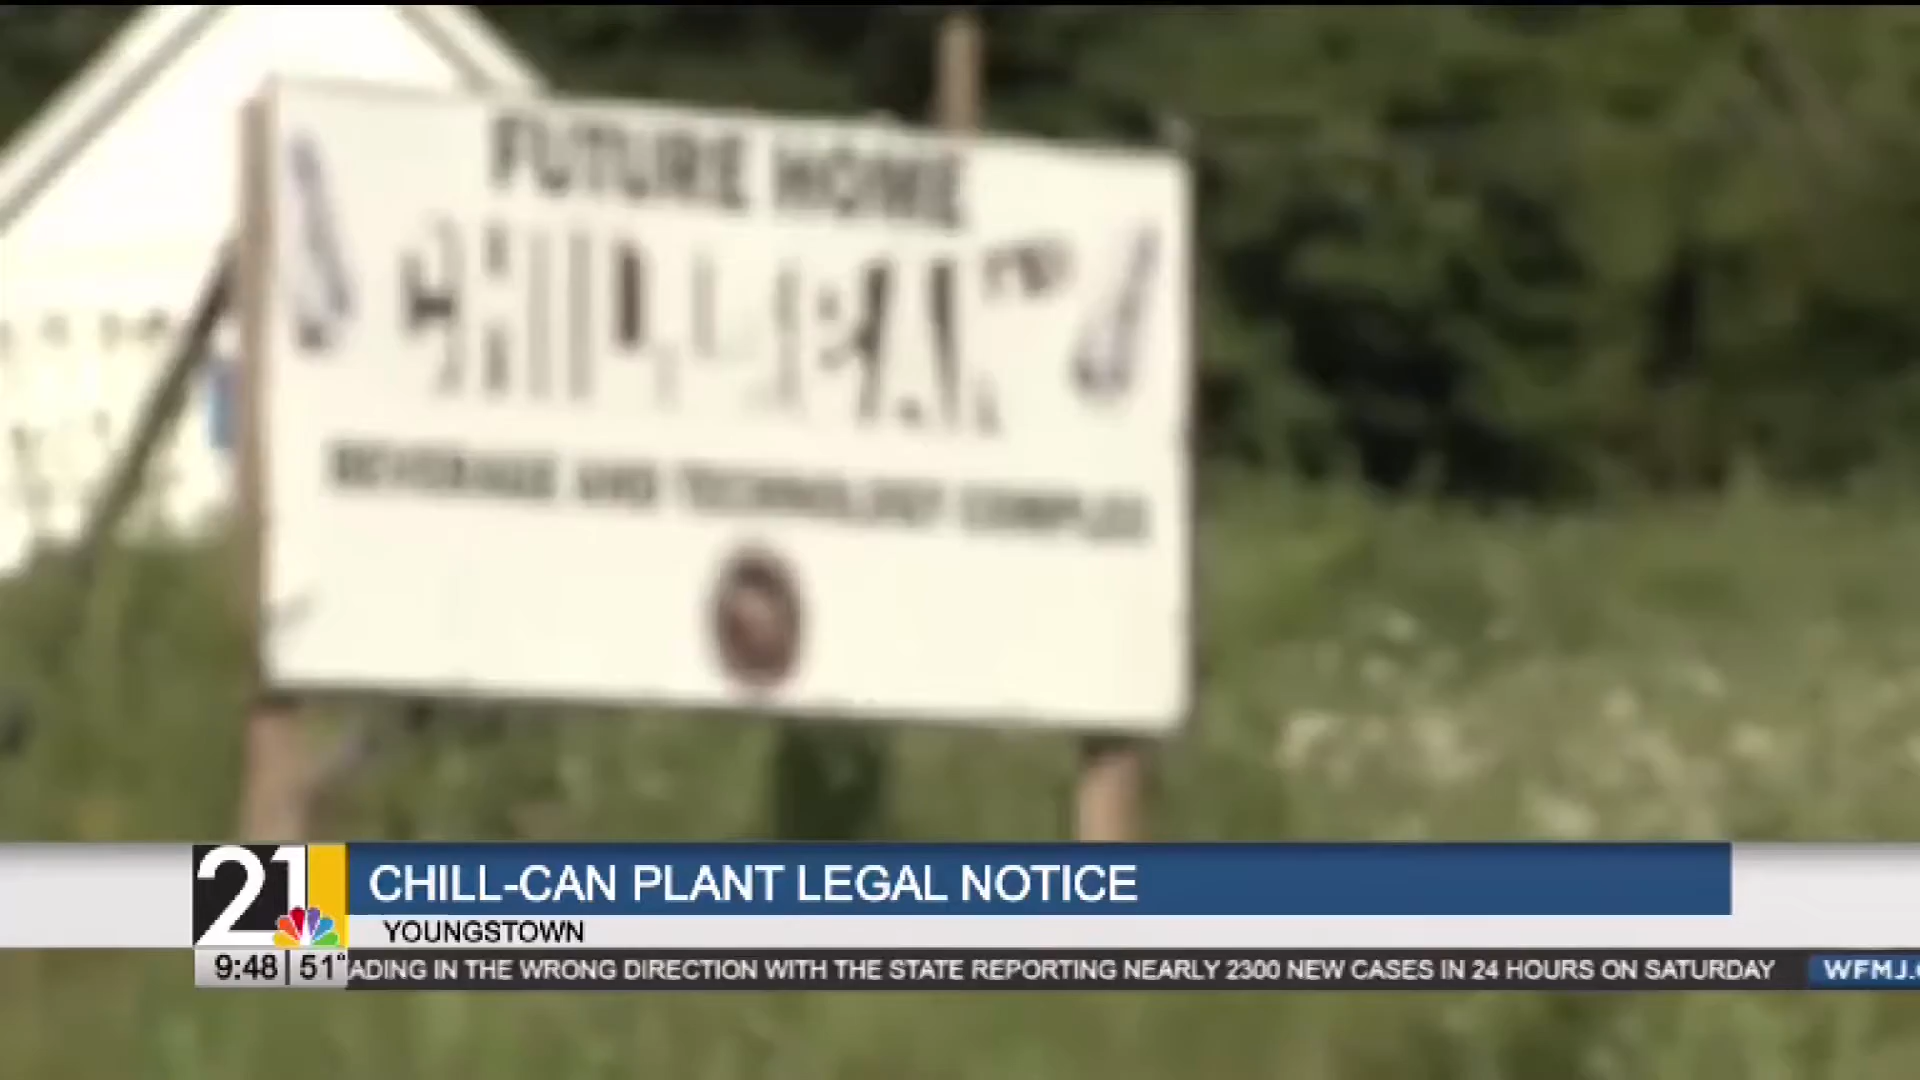 FUTURE HOME
BEVERAGE AND TECHNOLOGY COMPLEX
21
CHILL-CAN PLANT LEGAL NOTICE
YOUNGSTOWN
9:48 51°
ADING IN THE WRONG DIRECTION WITH THE STATE REPORTING NEARLY 2300 NEW CASES IN 24 HOURS ON SATURDAY WFMJ.